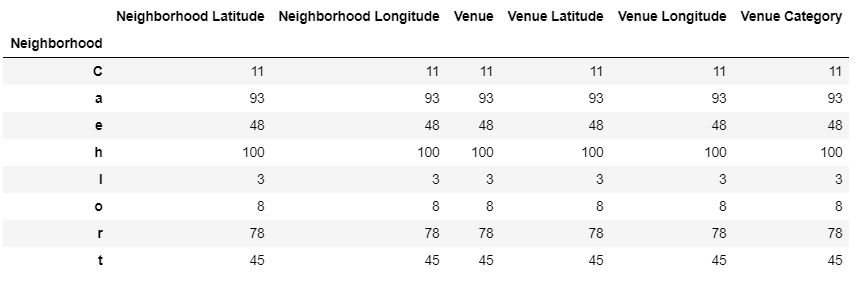 Neighborhood Latitude Neighborhood Longitude Venue Venue Latitude Venue Longitude Venue Category
Neighborhood
C 11 11 11 11 11 11
a 93 93 93 93 93 93
e 48 48 48 48 48 48
h 100 100 100 100 100 100
l 3 3 3 3 3 3
o 8 8 8 8 8 8
r 78 78 78 78 78 78
t 45 45 45 45 45 45